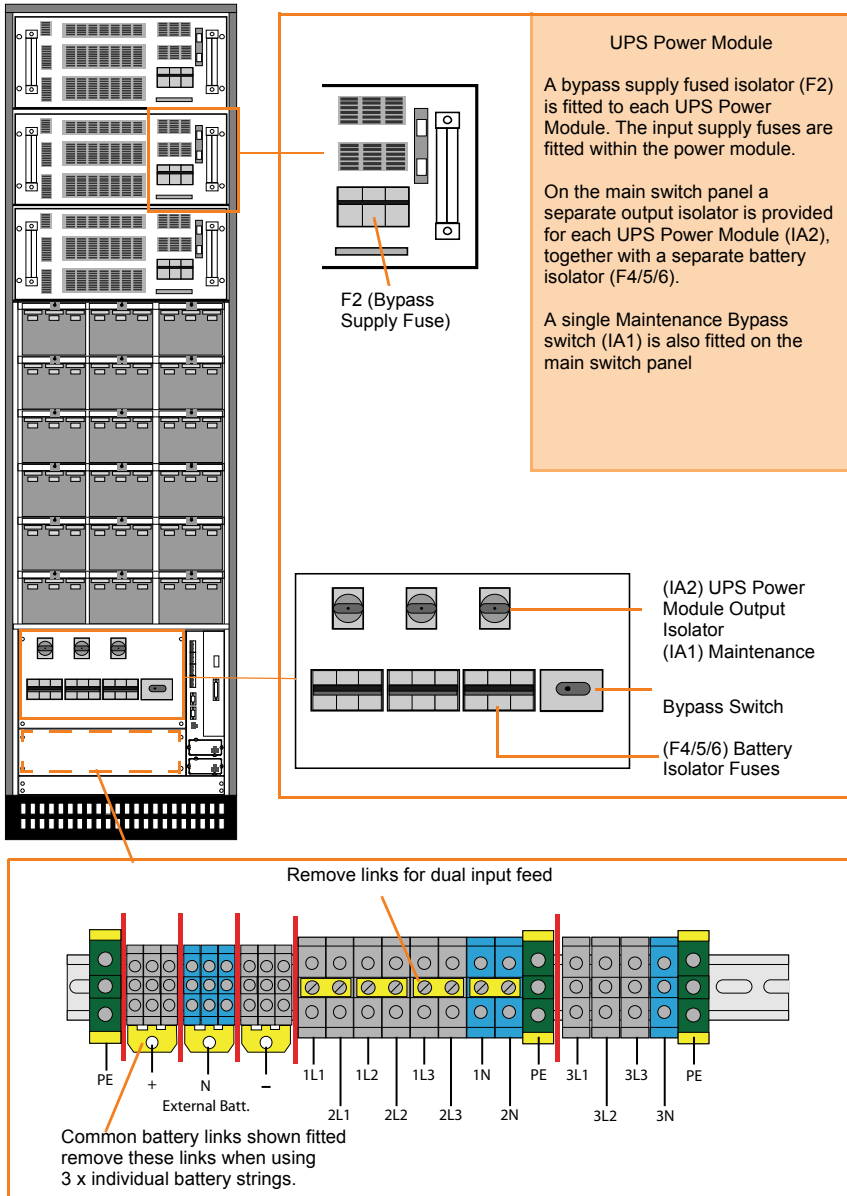 UPS Power Module
A bypass supply fused isolator (F2)
is fitted to each UPS Power
Module. The input supply fuses are
fitted within the power module.
On the main switch panel a
separate output isolator is provided
for each UPS Power Module (IA2),
together with a separate battery
isolator (F4/5/6).
A single Maintenance Bypass
switch (IA1) is also fitted on the
main switch panel
F2 (Bypass
Supply Fuse)
(IA2) UPS Power
Module Output
Isolator
(IA1) Maintenance
Bypass Switch
(F4/5/6) Battery
Isolator Fuses
Remove links for dual input feed
PE + N – 1L1 1L2 1L3 1N PE 3L1 3L3 PE
External Batt.
2L1 2L2 2L3 2N 3L2 3N
Common battery links shown fitted
remove these links when using
3 x individual battery strings.